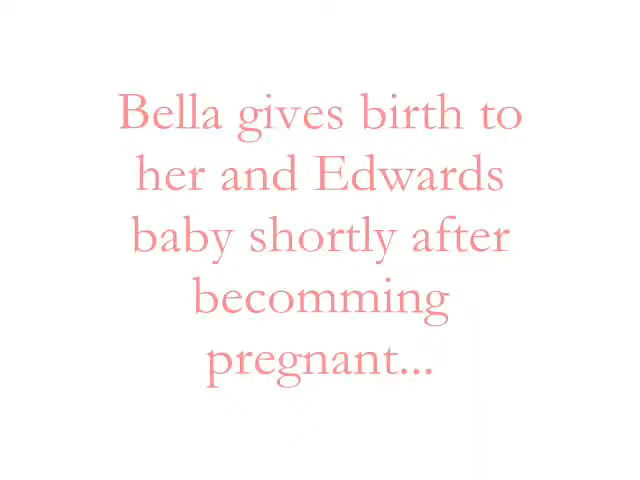 Bella gives birth to
her and Edwards
baby shortly after
becomming
pregnant...